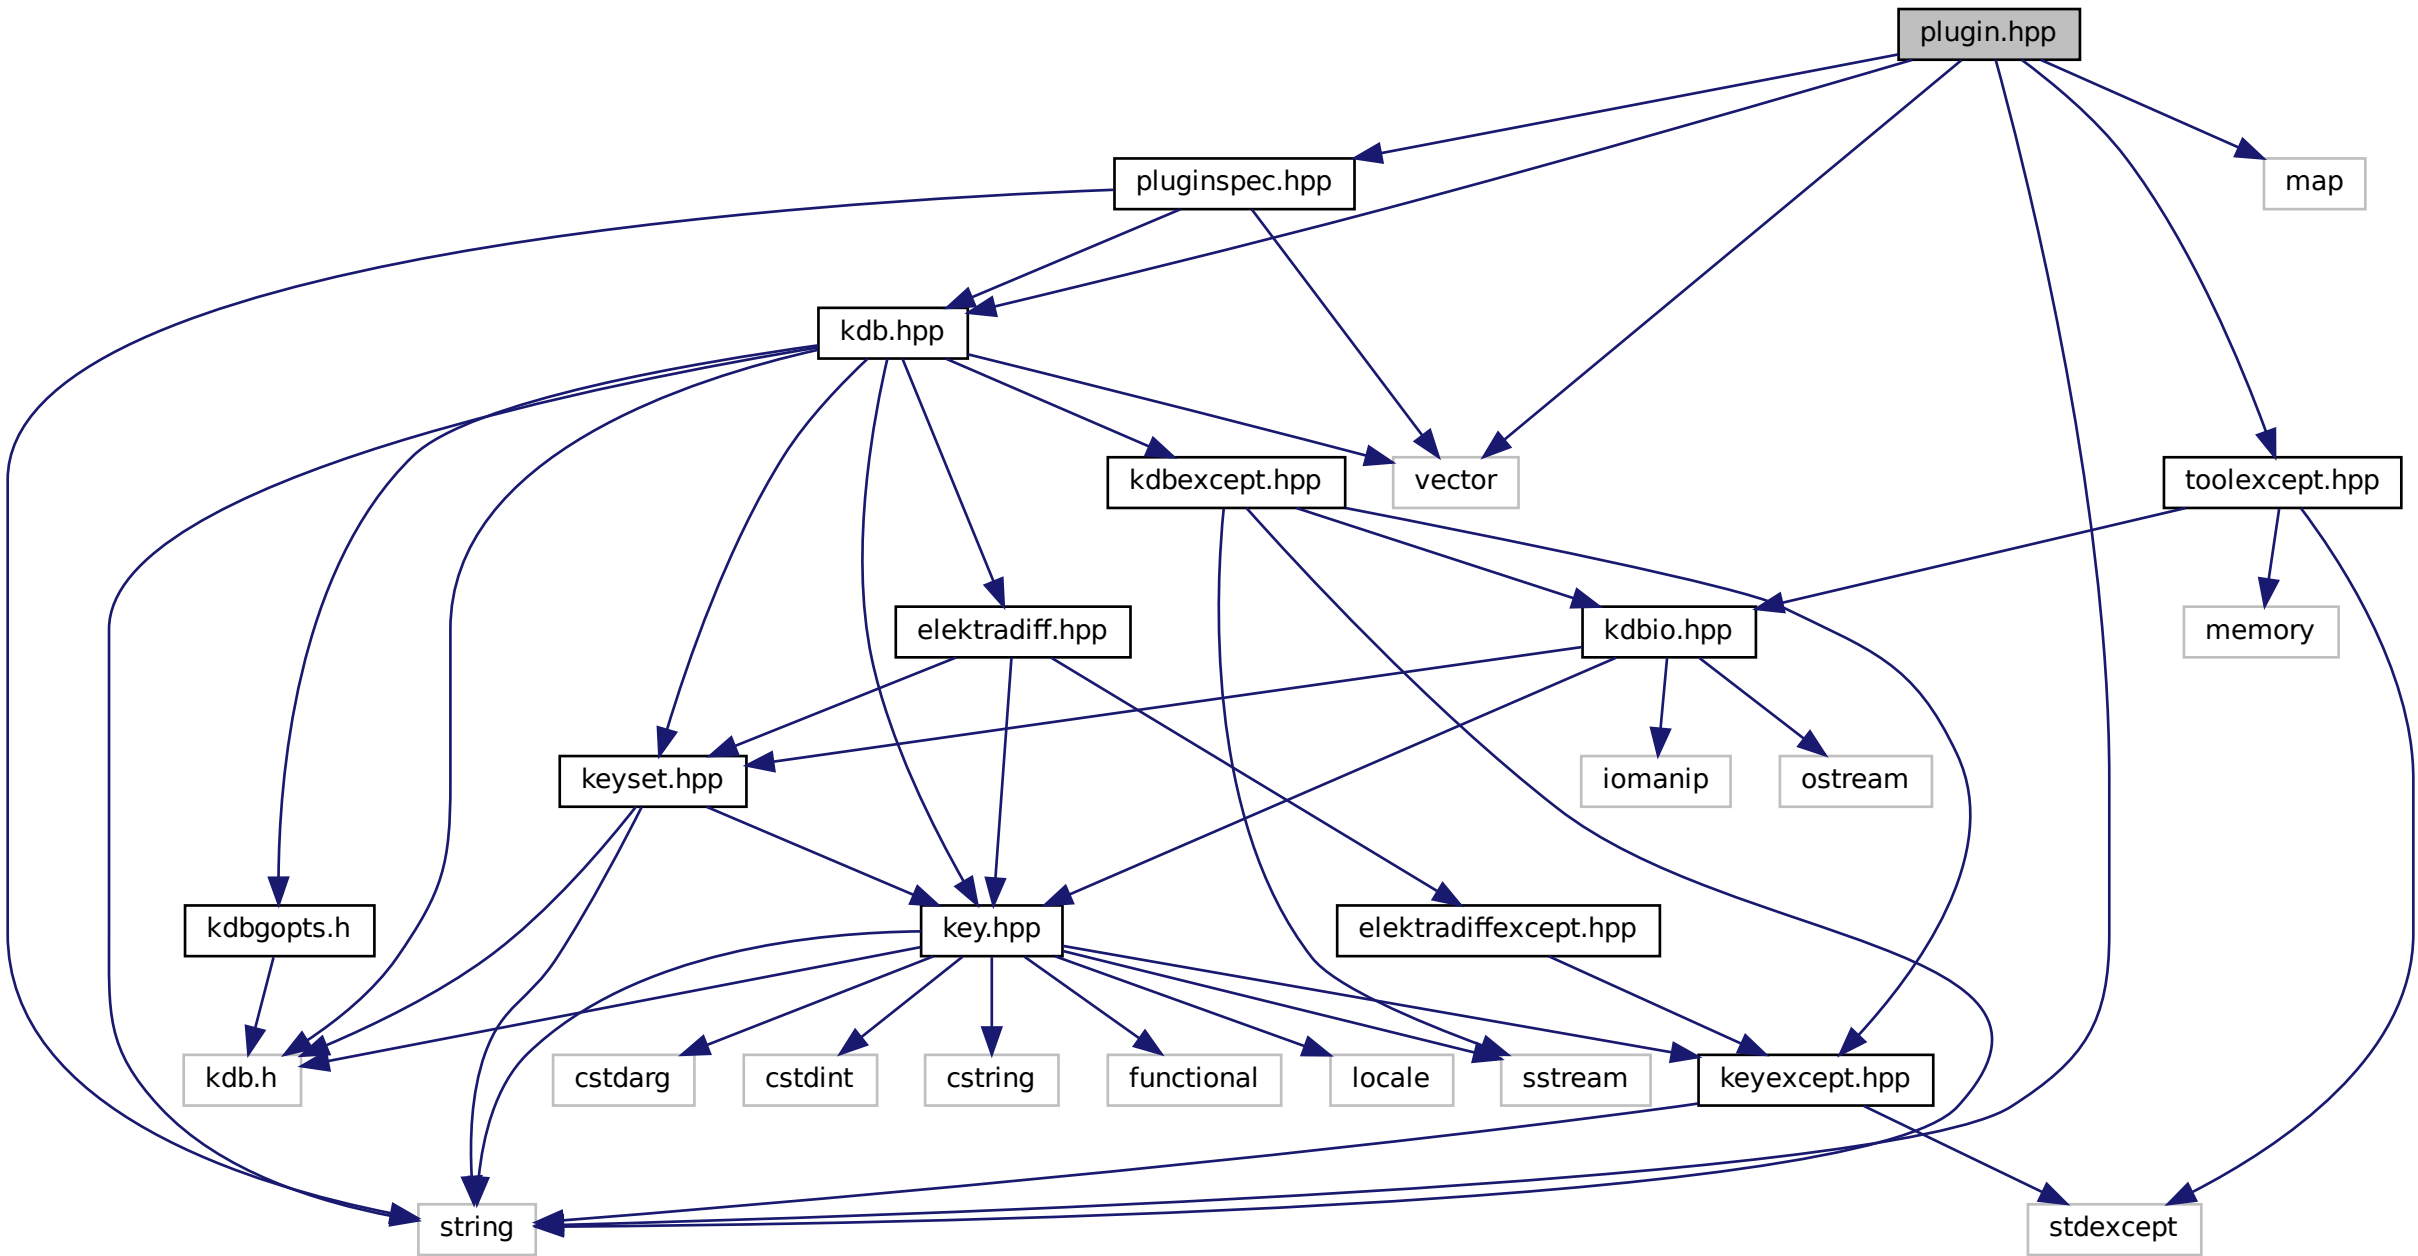 plugin.hpp
pluginspec.hpp
map
kdb.hpp
kdbexcept.hpp
vector
toolexcept.hpp
elektradiff.hpp
kdbio.hpp
memory
keyset.hpp
iomanip
ostream
kdbgopts.h
key.hpp
elektradiffexcept.hpp
kdb.h
cstdarg
cstdint
cstring
functional
locale
sstream
keyexcept.hpp
string
stdexcept